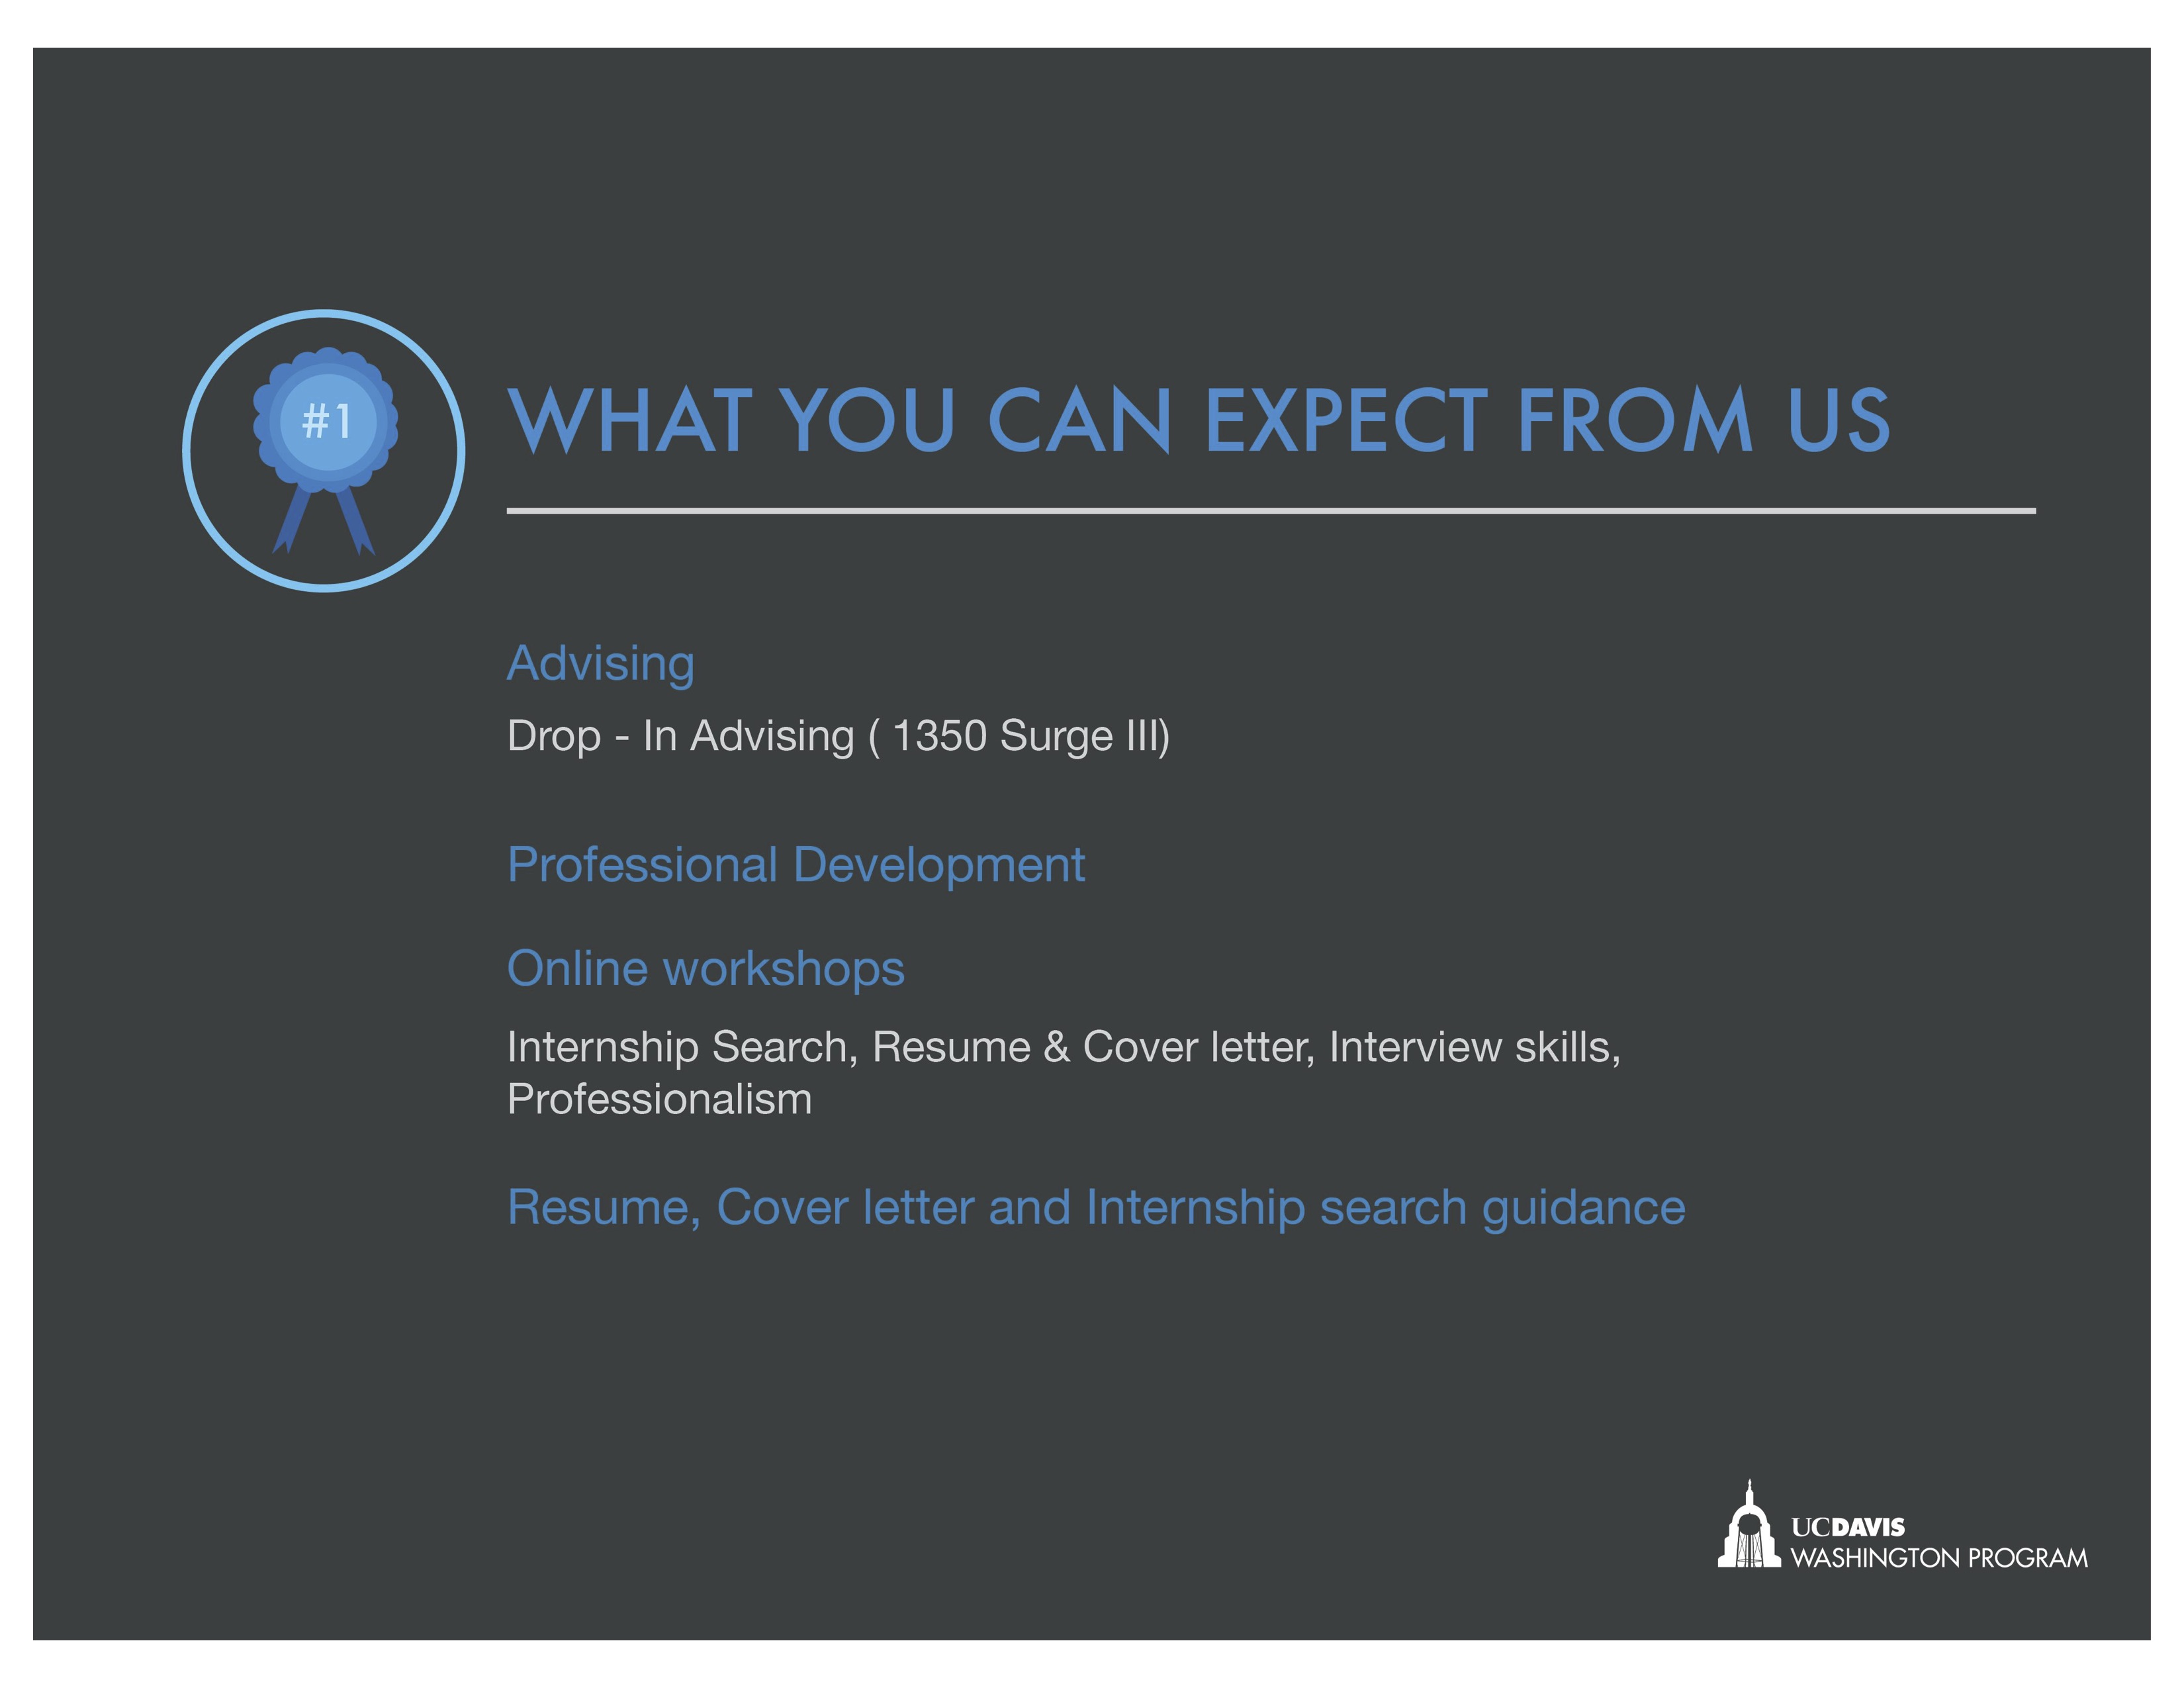 #1
WHAT YOU CAN EXPECT FROM US
Advising
Drop - In Advising ( 1350 Surge III)
Professional Development
Online workshops
Internship Search, Resume & Cover letter, Interview skills,
Professionalism
Resume, Cover letter and Internship search guidance
UCDAVIS
WASHINGTON PROGRAM